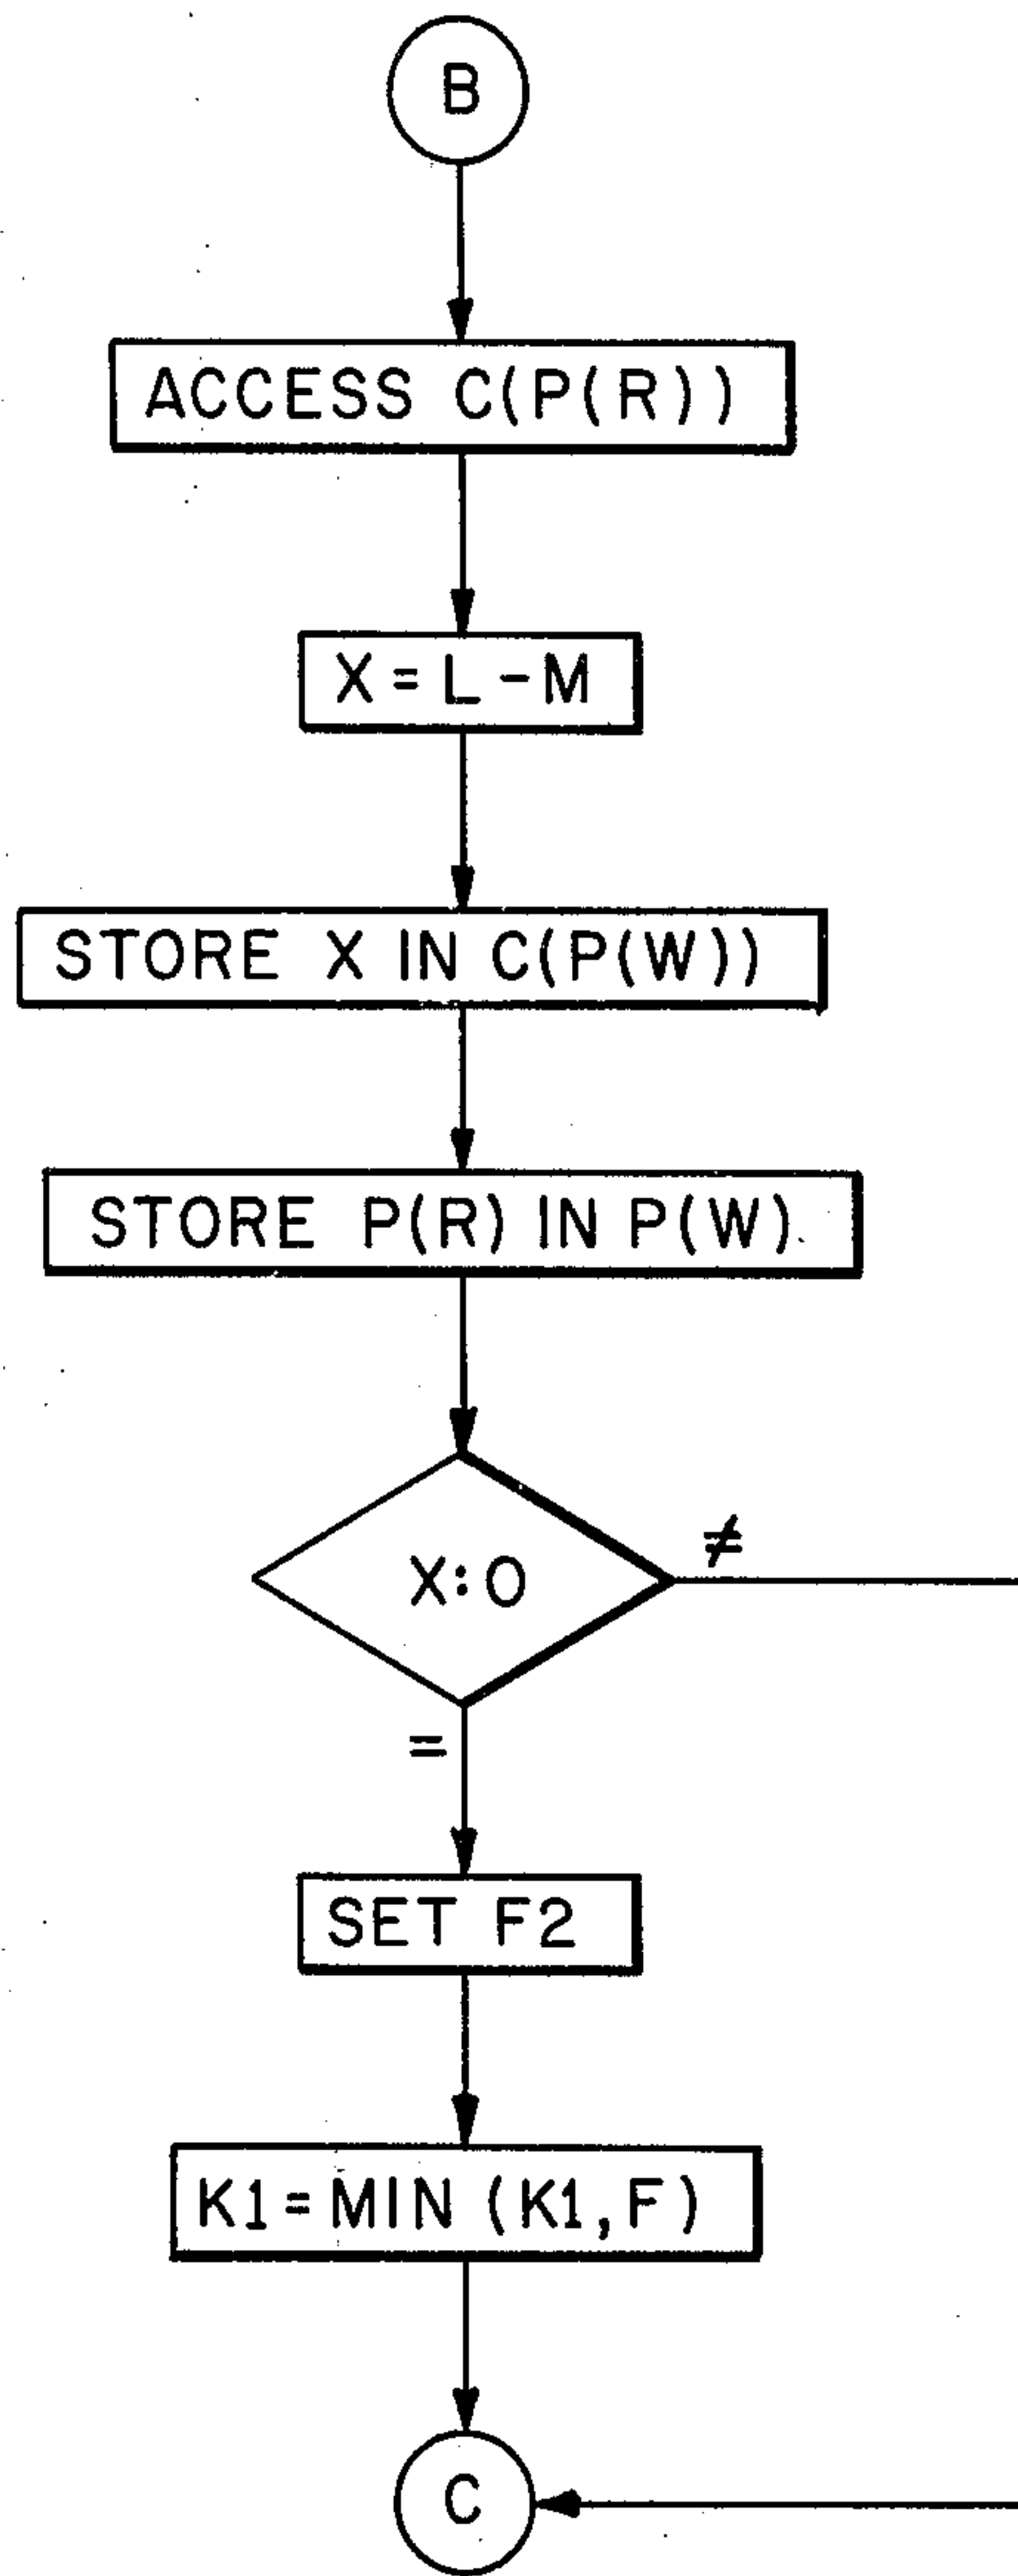 B
ACCESS C(P(R))
X = L - M
STORE X IN C(P(W))
STORE P(R) IN P(W)
X:0
≠
=
SET F2
K1 = MIN (K1, F)
C